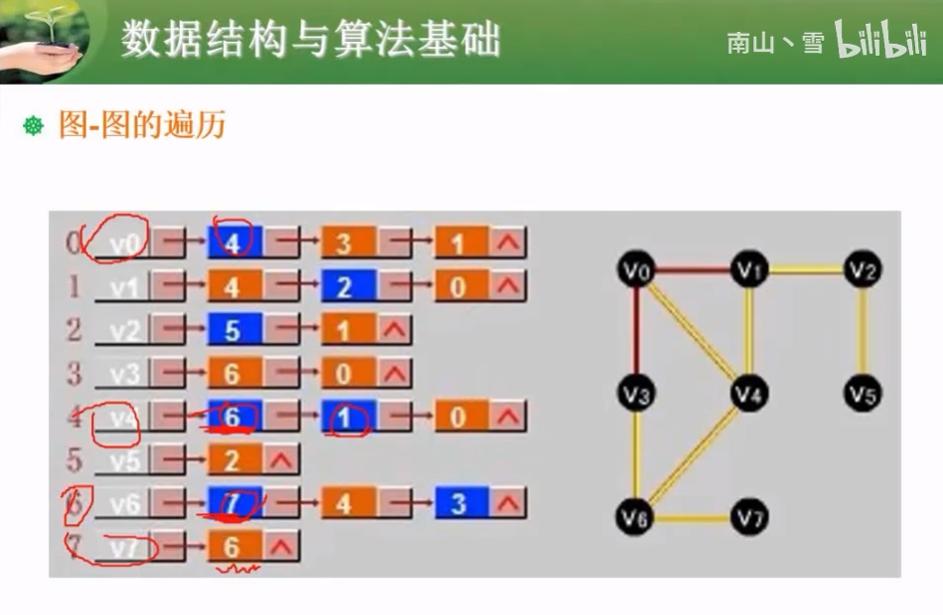 数据结构与算法基础
南山丶雪 bilibili
图-图的遍历
0 v0 4 3 1 ∧
1 v1 4 2 0 ∧
2 v2 5 1 ∧
3 v3 6 0 ∧
4 v4 6 1 0 ∧
5 v5 2 ∧
6 v6 7 4 3 ∧
7 v7 6 ∧
V0 V1 V2
V3 V4 V5
V6 V7